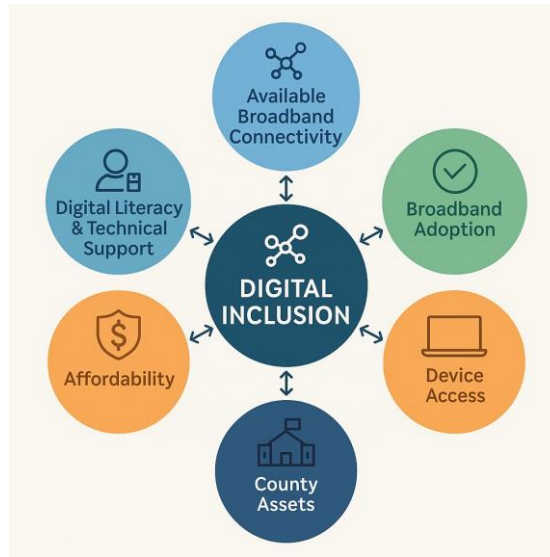 Available
Broadband
Connectivity
Digital Literacy
& Technical
Support
Broadband
Adoption
DIGITAL
INCLUSION
$
Affordability
Device
Access
County
Assets